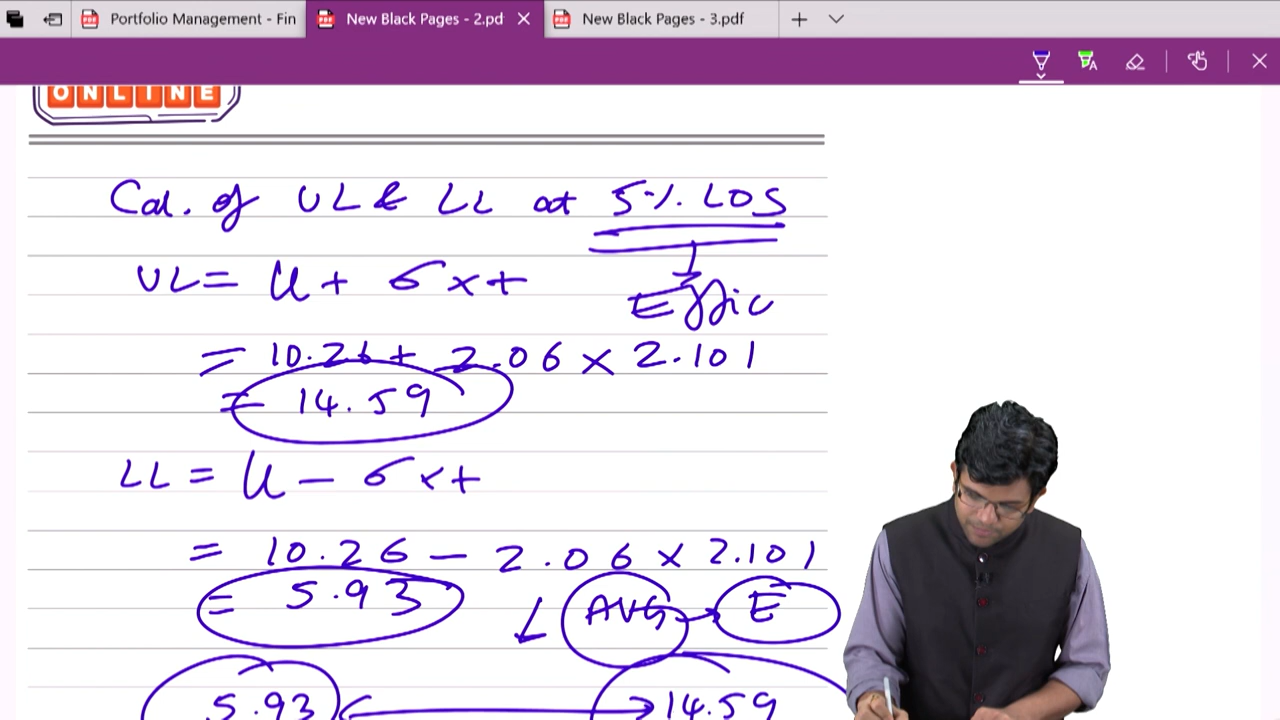 Portfolio Management - Fin
New Black Pages - 2.pd
New Black Pages - 3.pdf
ONLINE
Cal. of UL & LL at 5% LOS
Effic
UL = μ + σ x t
= 10.26 + 2.06 x 2.101
= 14.59
LL = μ - σ x t
= 10.26 - 2.06 x 2.101
= 5.93
AVG → E
5.93 ↔ 14.59